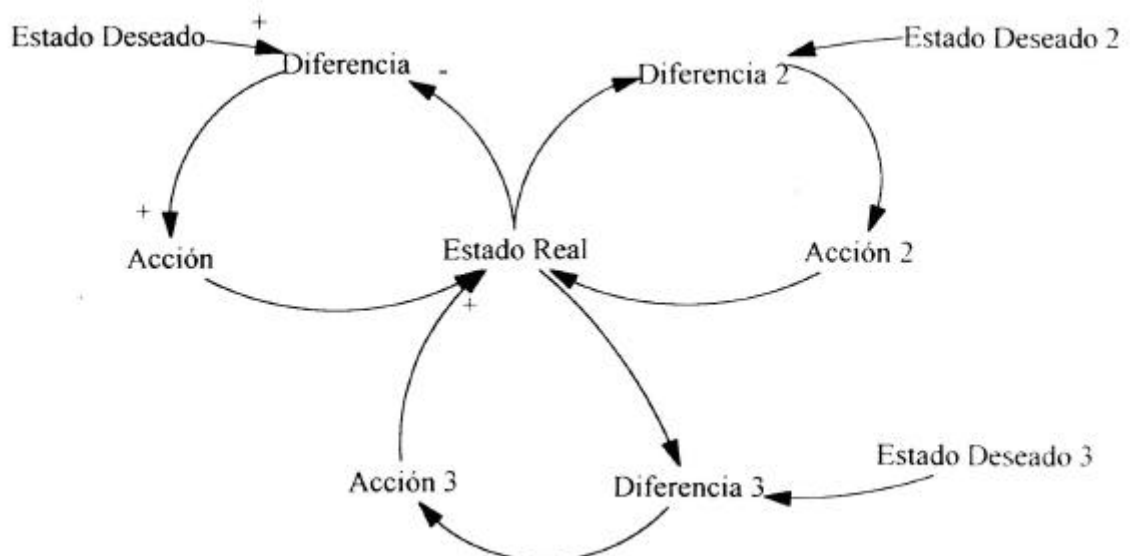 +
Estado Deseado
Estado Deseado 2
Diferencia
-
Diferencia 2
+
Acción
Estado Real
Acción 2
+
Estado Deseado 3
Acción 3
Diferencia 3